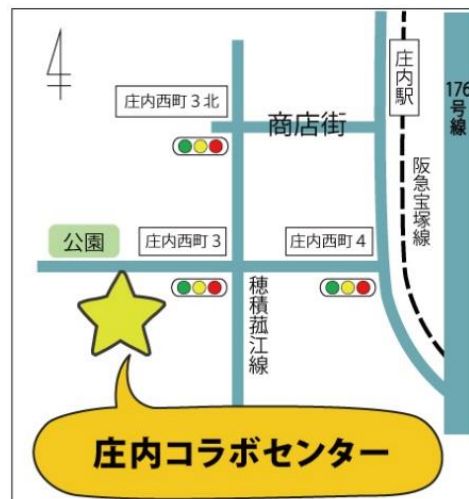 庄内駅
176号線
庄内西町3北
商店街
阪急宝塚線
公園
庄内西町3
庄内西町4
穂積菰江線
庄内コラボセンター